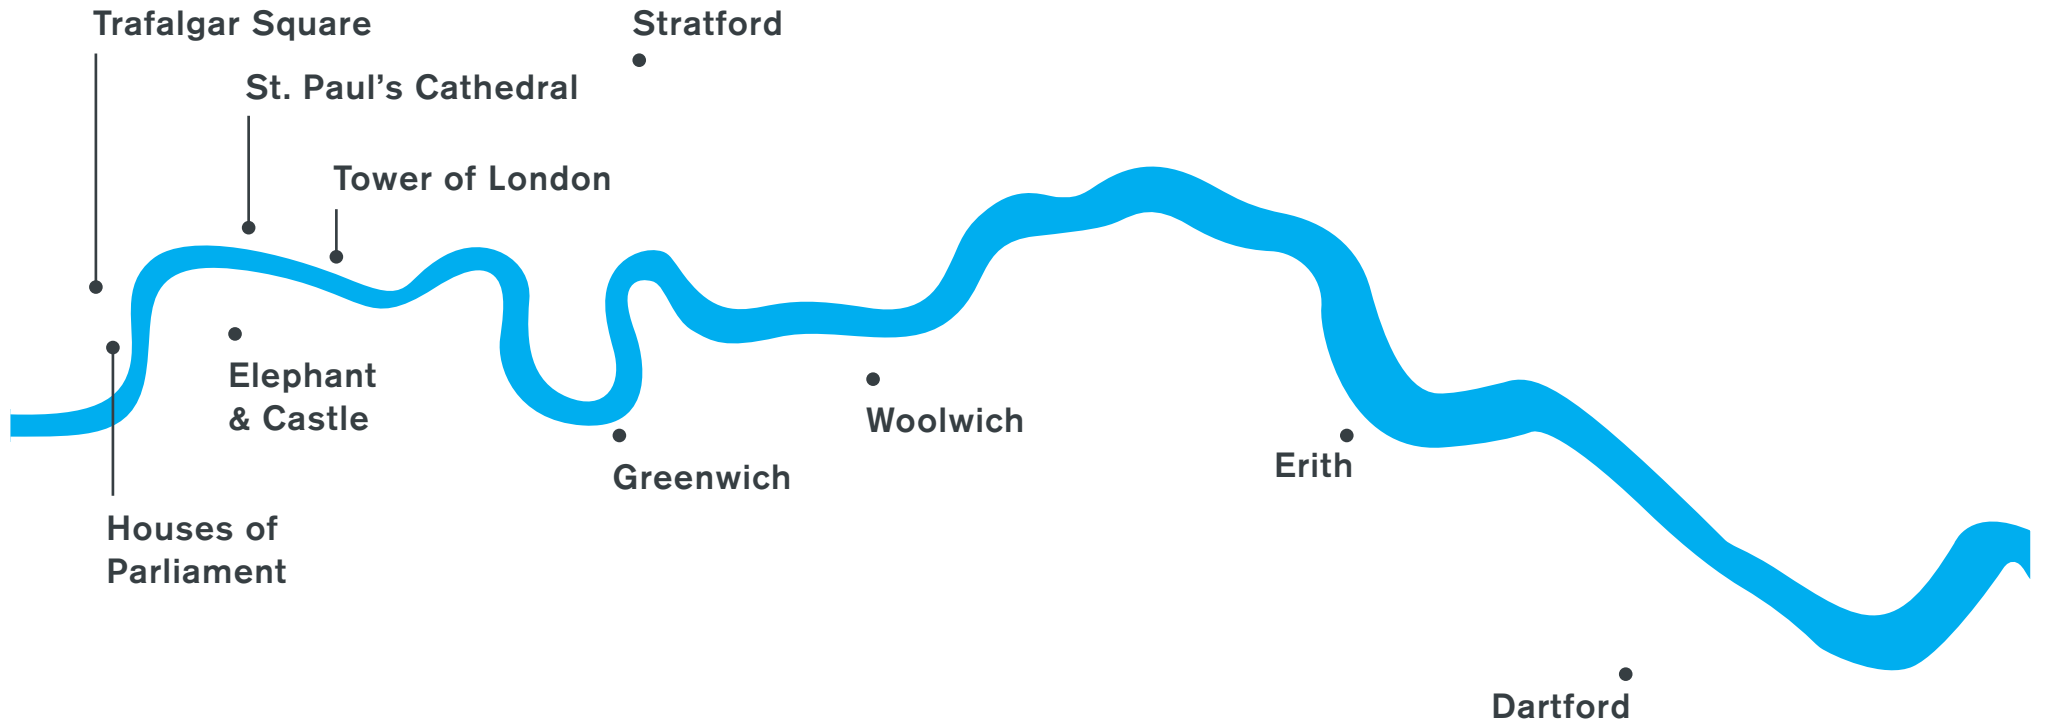 Trafalgar Square
Stratford
St. Paul’s Cathedral
Tower of London
Elephant
& Castle
Woolwich
Greenwich
Erith
Houses of
Parliament
Dartford